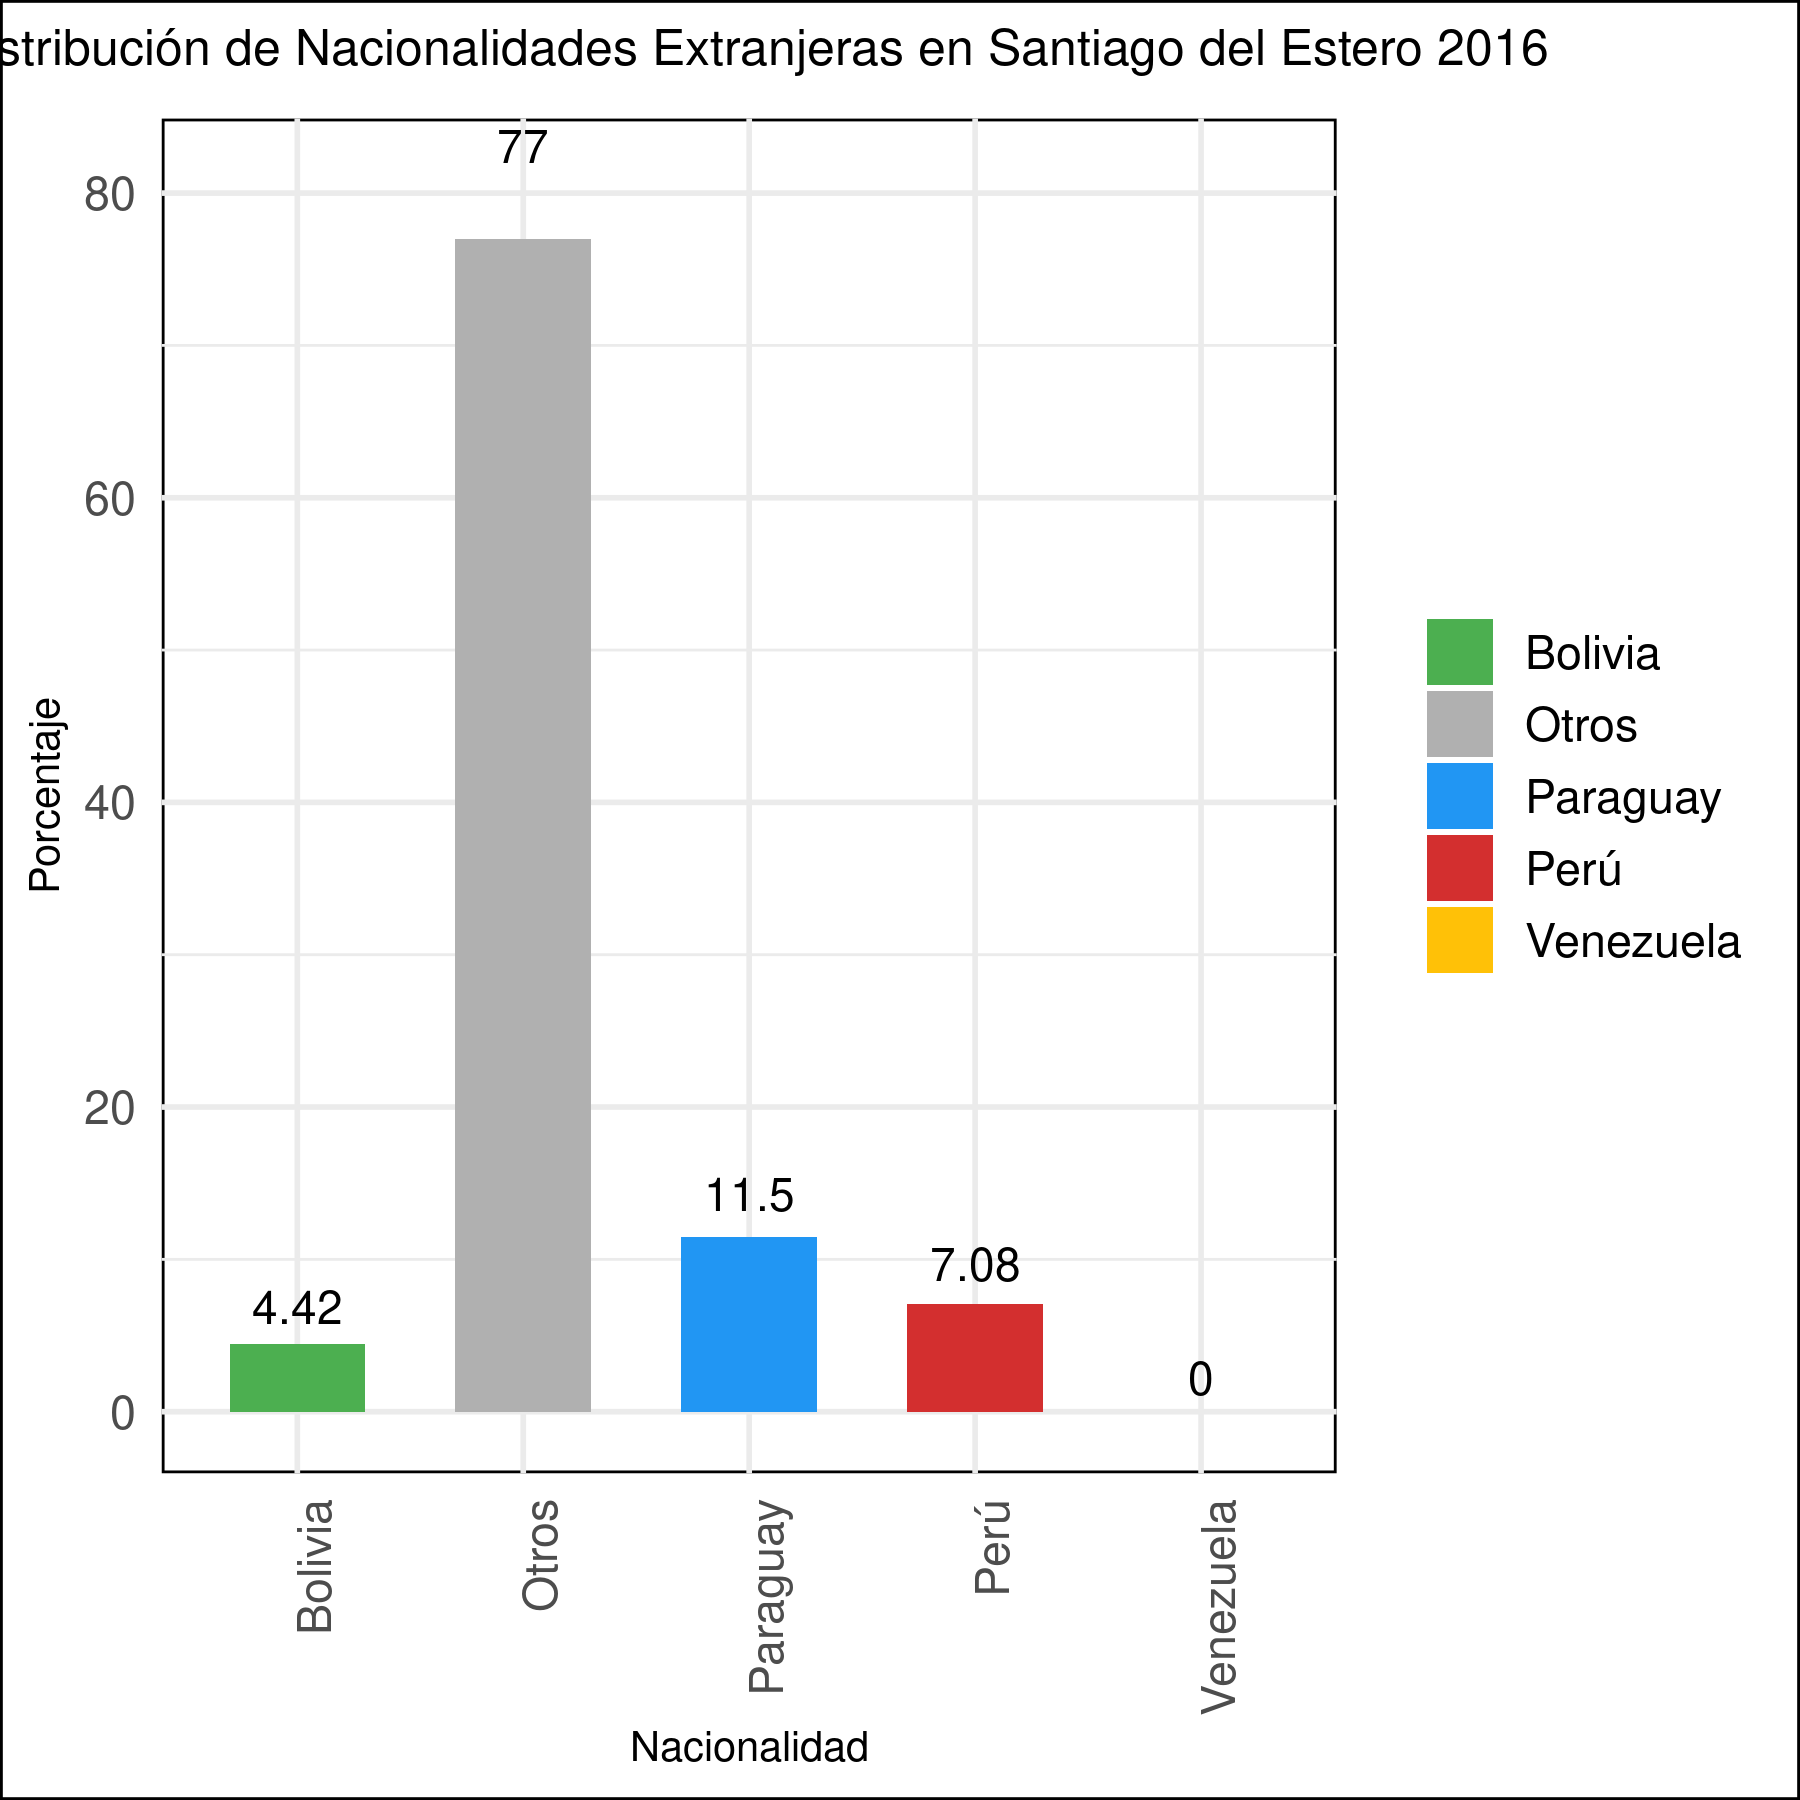 stribución de Nacionalidades Extranjeras en Santiago del Estero 2016
Porcentaje
80
60
40
20
0
4.42
77
11.5
7.08
0
Bolivia
Otros
Paraguay
Perú
Venezuela
Nacionalidad
Bolivia
Otros
Paraguay
Perú
Venezuela